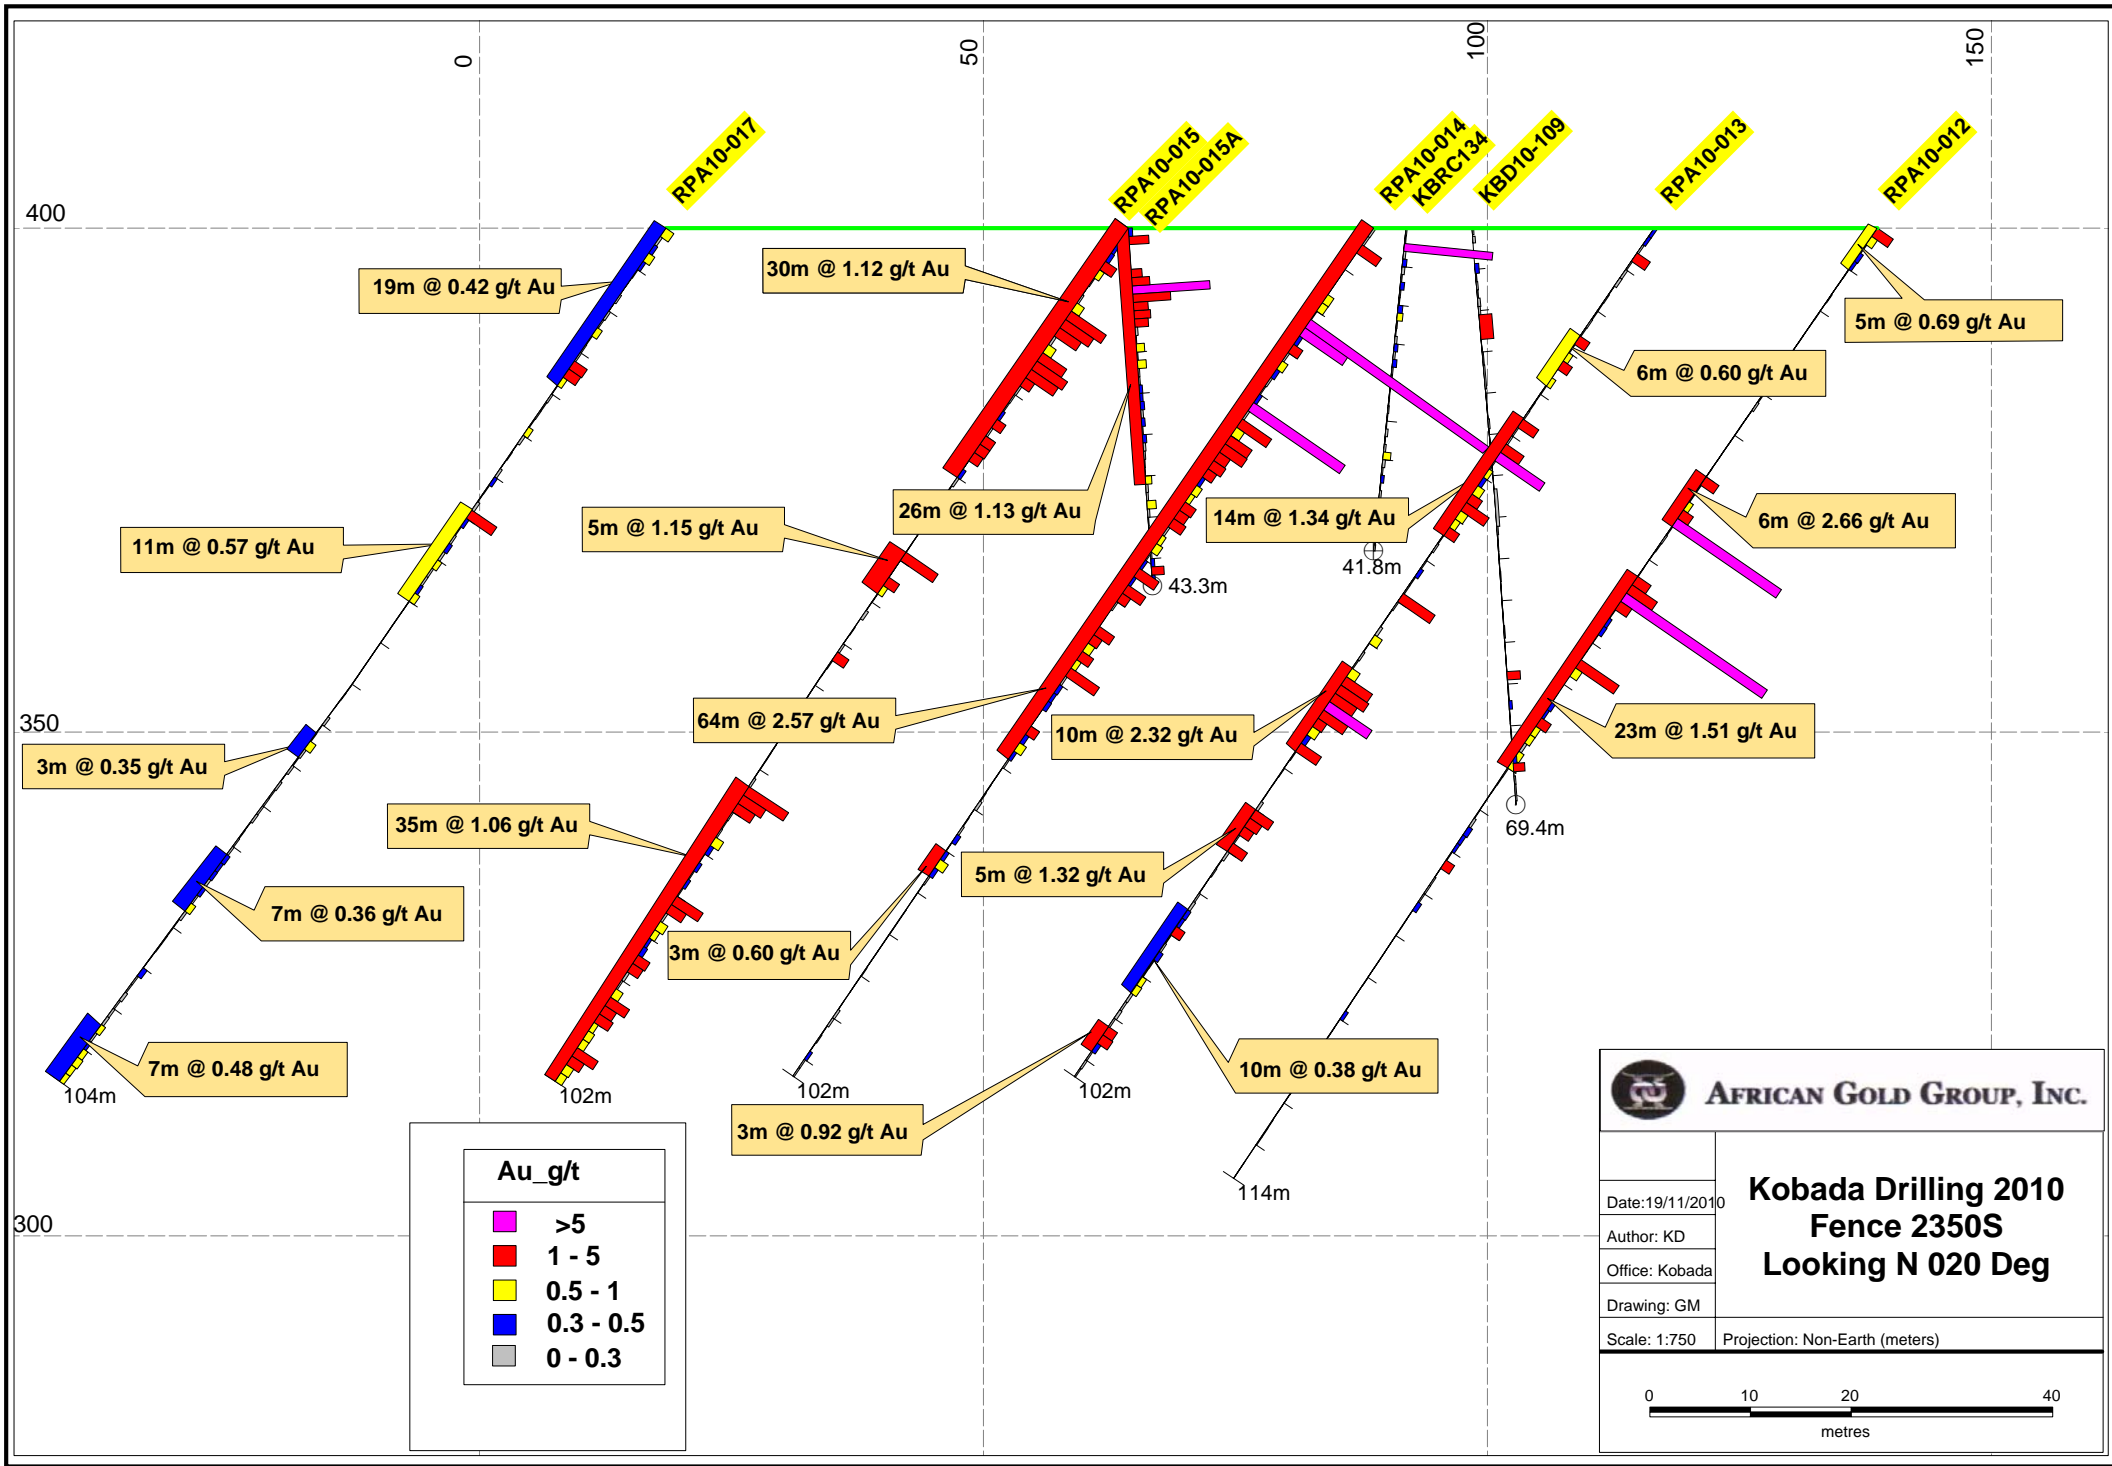 0
50
100
150
RPA10-017
RPA10-015
RPA10-015A
RPA10-014
KBRC134
KBD10-109
RPA10-013
RPA10-012
400
350
300
19m @ 0.42 g/t Au
30m @ 1.12 g/t Au
5m @ 0.69 g/t Au
6m @ 0.60 g/t Au
11m @ 0.57 g/t Au
5m @ 1.15 g/t Au
26m @ 1.13 g/t Au
14m @ 1.34 g/t Au
6m @ 2.66 g/t Au
41.8m
43.3m
3m @ 0.35 g/t Au
64m @ 2.57 g/t Au
10m @ 2.32 g/t Au
23m @ 1.51 g/t Au
35m @ 1.06 g/t Au
69.4m
5m @ 1.32 g/t Au
7m @ 0.36 g/t Au
3m @ 0.60 g/t Au
7m @ 0.48 g/t Au
10m @ 0.38 g/t Au
3m @ 0.92 g/t Au
104m
102m
102m
102m
114m
Au_g/t
>5
1 - 5
0.5 - 1
0.3 - 0.5
0 - 0.3
AFRICAN GOLD GROUP, INC.
Kobada Drilling 2010
Fence 2350S
Looking N 020 Deg
Date:19/11/2010
Author: KD
Office: Kobada
Drawing: GM
Scale: 1:750
Projection: Non-Earth (meters)
0 10 20 40
metres